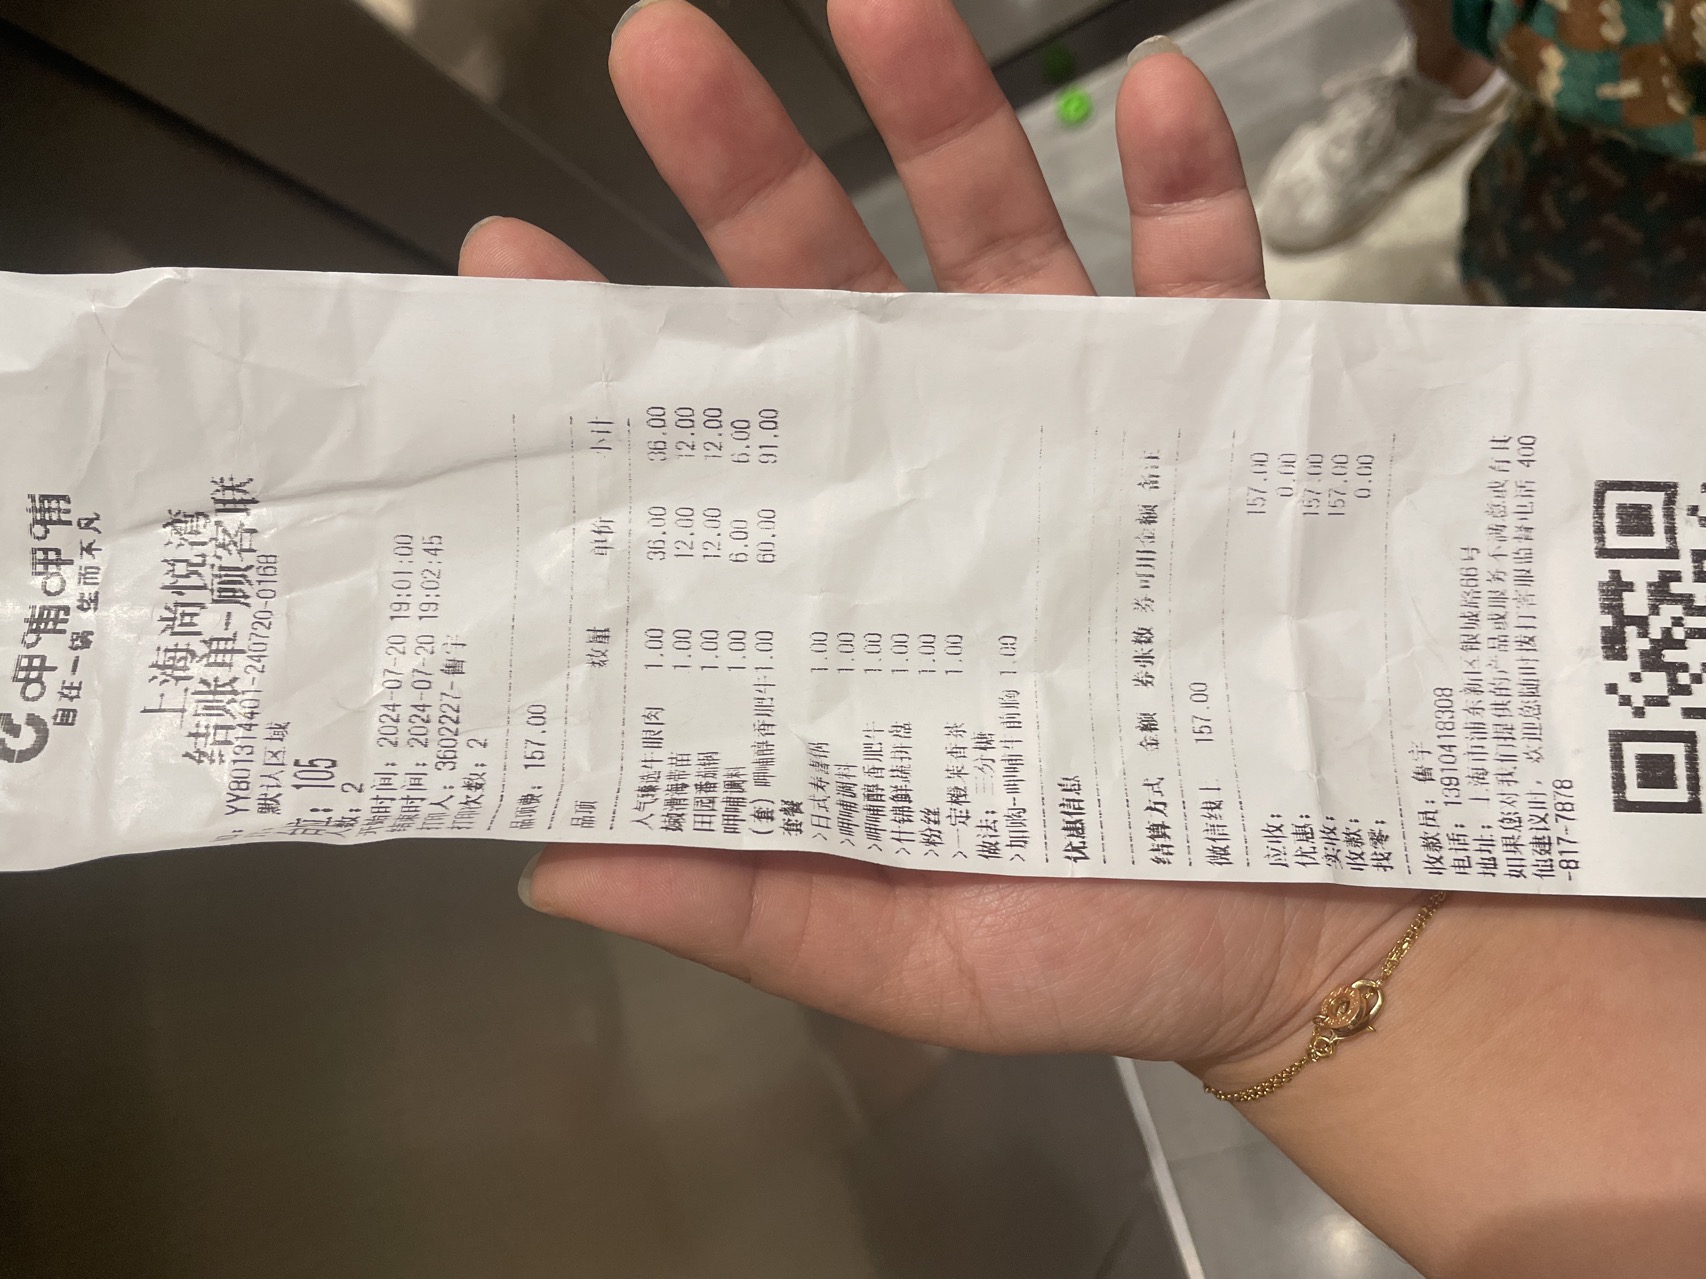 呷哺呷哺
自在一锅 生而不凡
上海尚悦湾
结账单-顾客联
: YY801314401-240720-0168
默认区域
105
人数: 2
开始时间: 2024-07-20 19:01:00
结束时间: 2024-07-20 19:02:45
打印人: 3602227-鲁宇
打印次数: 2
品项费: 157.00
品项 数量 单价 小计
人气臻选牛眼肉 1.00 36.00 36.00
嫩滑海带苗 1.00 12.00 12.00
田园番茄锅 1.00 12.00 12.00
呷哺调料 1.00 6.00 6.00
(套)呷哺醇香肥牛 1.00 60.00 91.00
套餐
>日式寿喜锅 1.00
>呷哺调料 1.00
>呷哺醇香肥牛 1.00
>什锦鲜蔬拼盘 1.00
>粉丝 1.00
>一定橙茉香茶 1.00
做法: 三分糖
>加购-呷哺牛前胸 1.00
优惠信息
结算方式 金额 券张数 券可用金额 备注
微信线上 157.00
应收: 157.00
优惠: 0.00
实收: 157.00
收款: 157.00
找零: 0.00
收款员: 鲁宇
电话: 13910418308
地址: 上海市浦东新区银城路66号
如果您对我们提供的产品或服务不满意或有其
他建议时, 欢迎您随时拨打客服监督电话 400
-817-7878